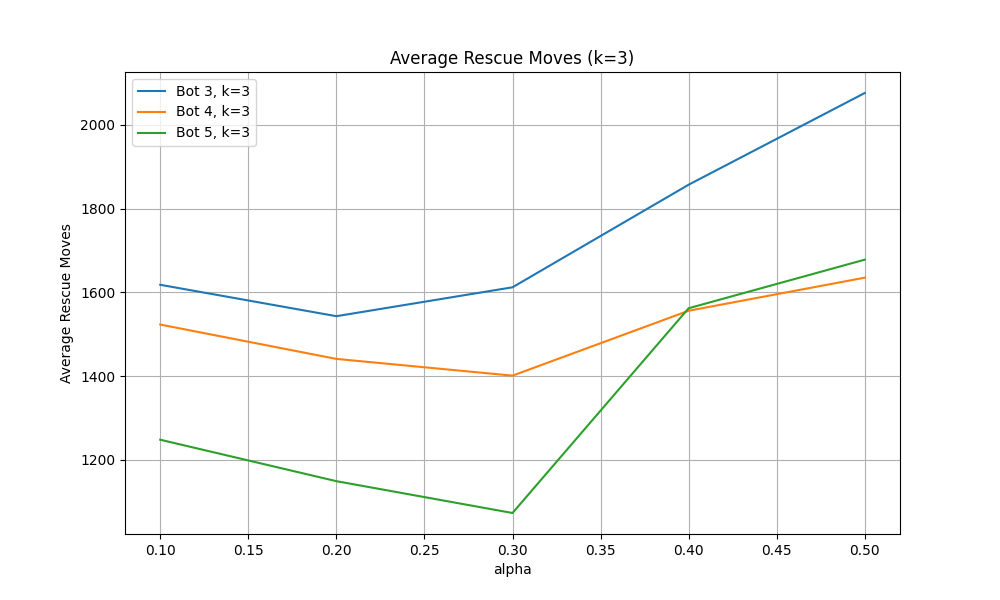 Average Rescue Moves (k=3)
Bot 3, k=3
Bot 4, k=3
Bot 5, k=3
Average Rescue Moves
2000
1800
1600
1400
1200
0.10 0.15 0.20 0.25 0.30 0.35 0.40 0.45 0.50
alpha